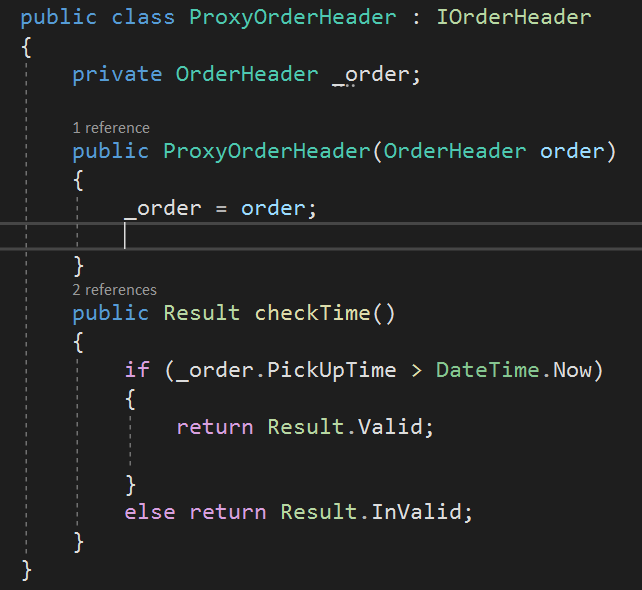 public class ProxyOrderHeader : IOrderHeader
{
private OrderHeader _order;
1 reference
public ProxyOrderHeader(OrderHeader order)
{
_order = order;
}
2 references
public Result checkTime()
{
if (_order.PickUpTime > DateTime.Now)
{
return Result.Valid;
}
else return Result.InValid;
}
}